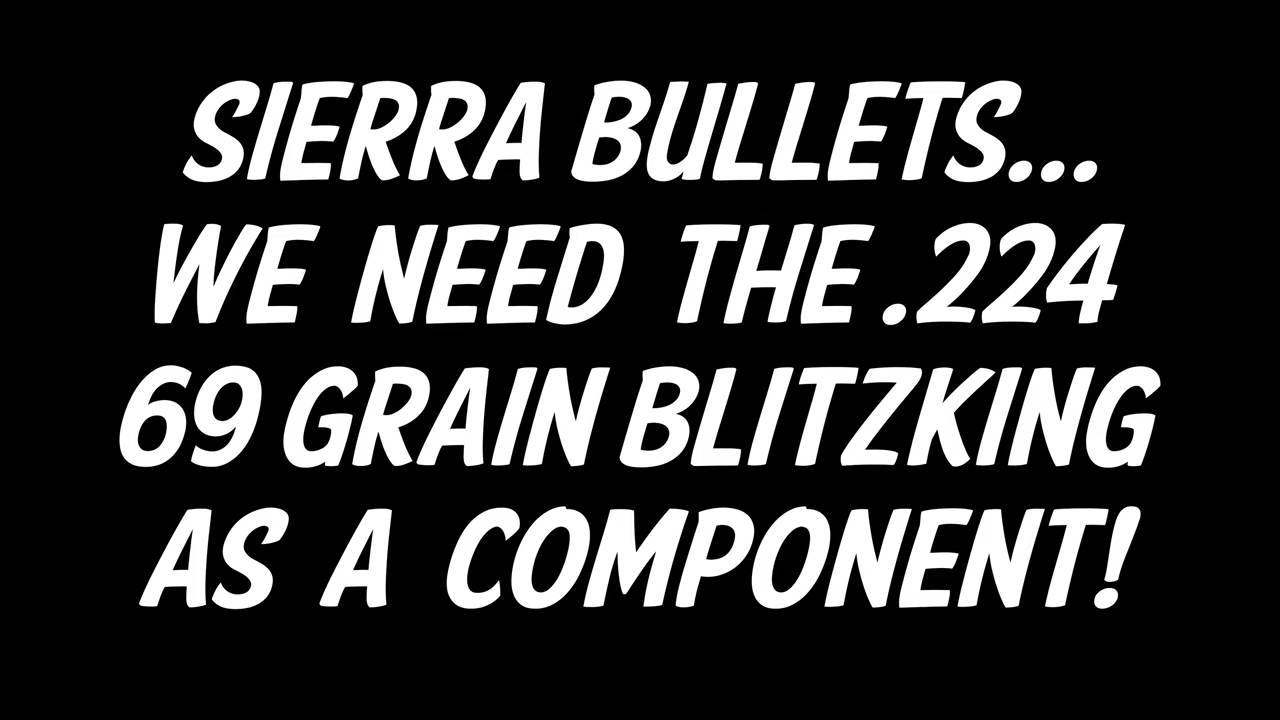 SIERRA BULLETS...
WE NEED THE .224
69 GRAIN BLITZKING
AS A COMPONENT!